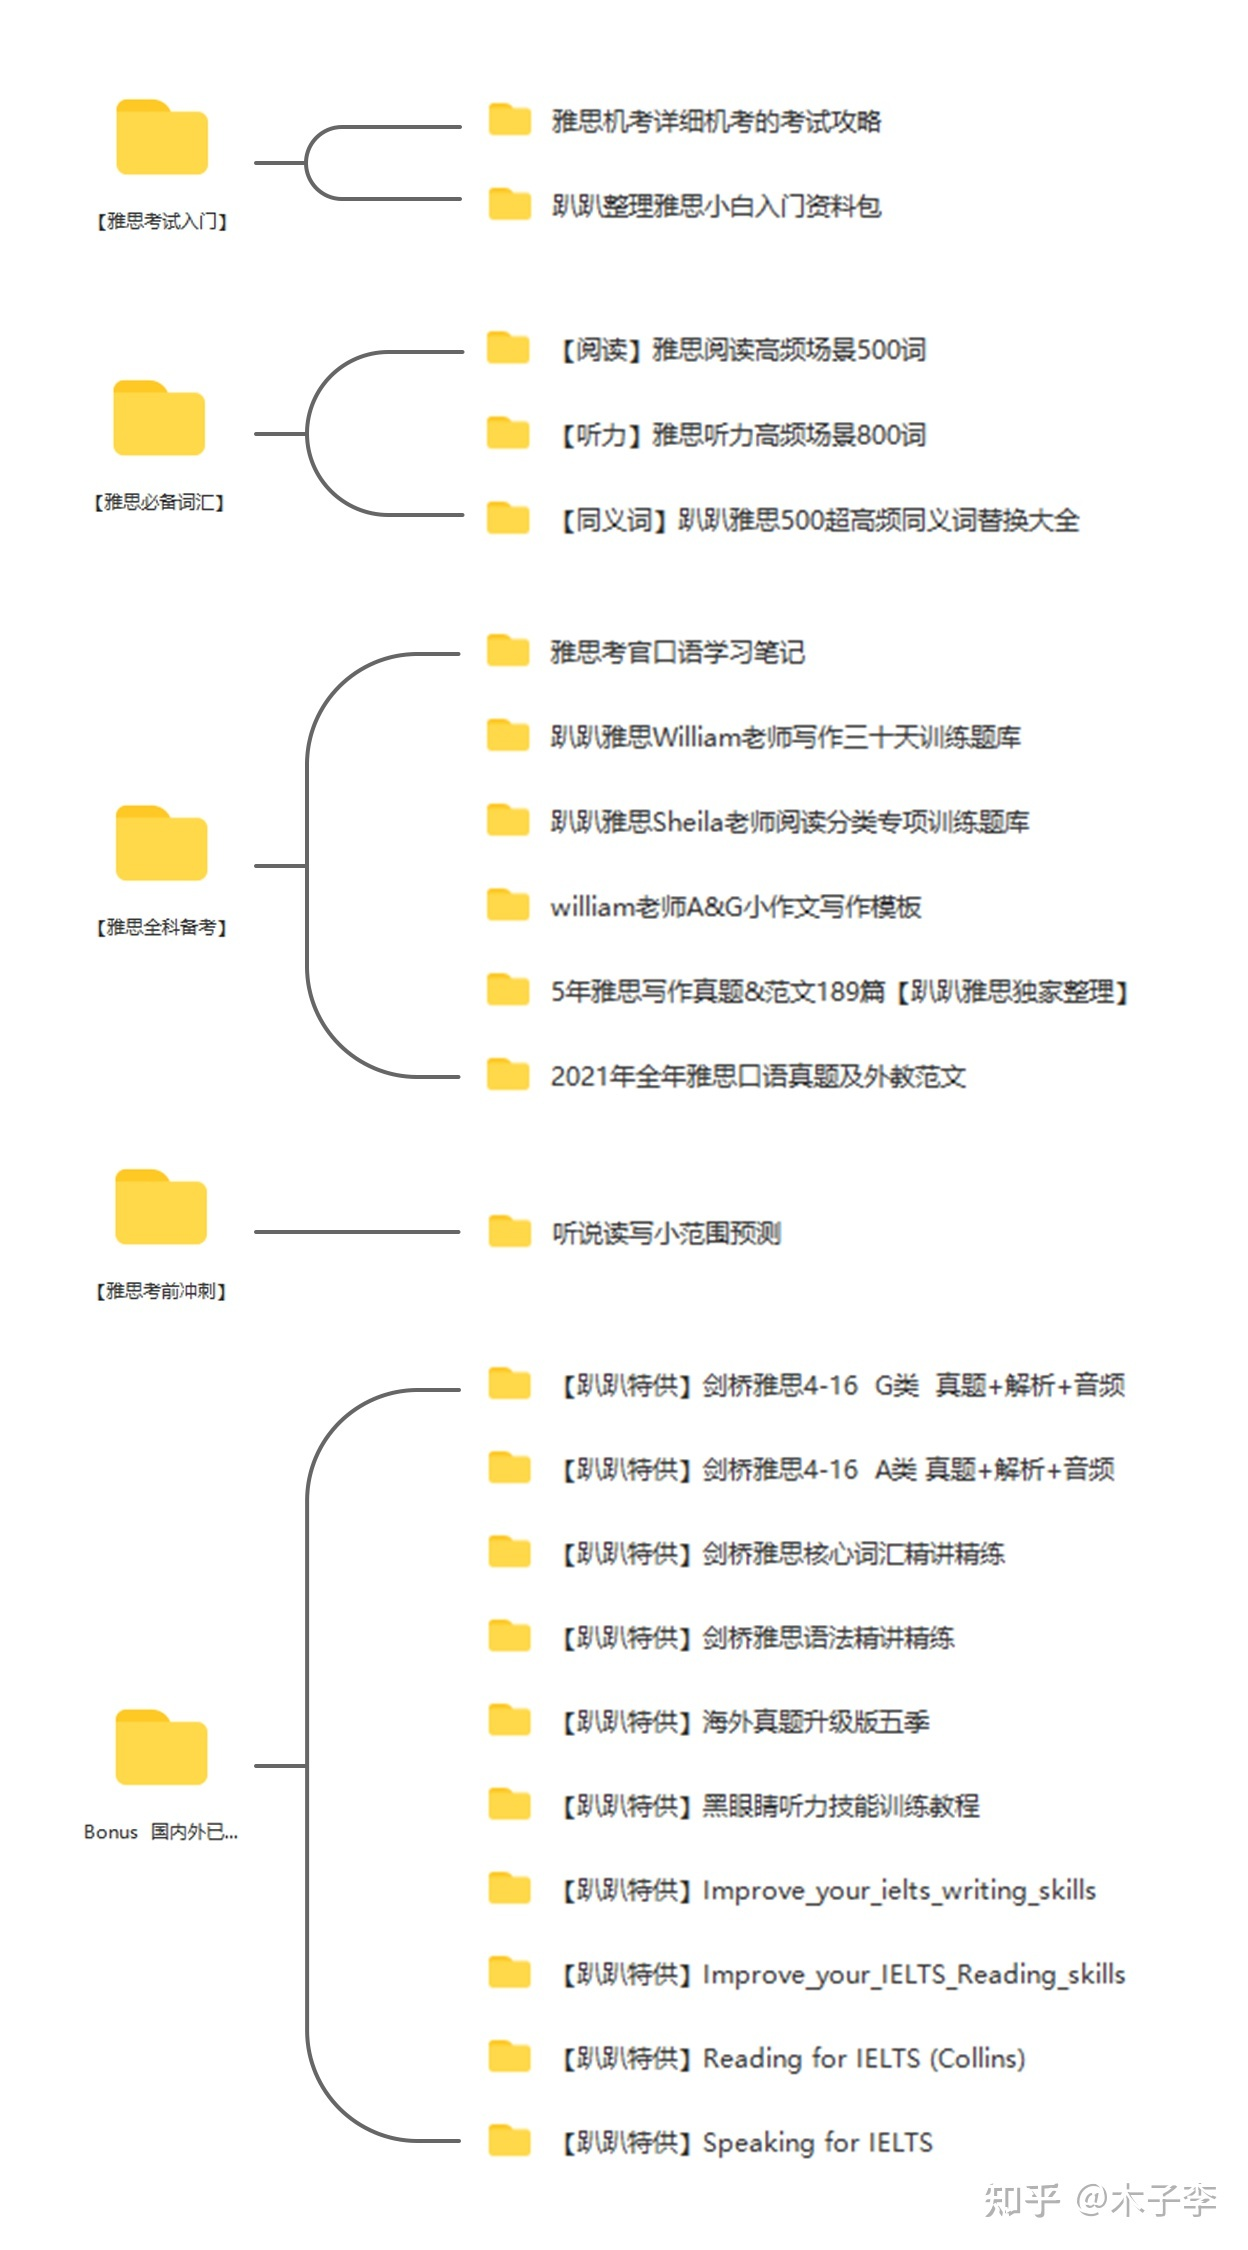 雅思机考详细机考的考试攻略
趴趴整理雅思小白入门资料包
【雅思考试入门】
【阅读】雅思阅读高频场景500词
【听力】雅思听力高频场景800词
【雅思必备词汇】
【同义词】趴趴雅思500超高频同义词替换大全
雅思考官口语学习笔记
趴趴雅思William老师写作三十天训练题库
趴趴雅思Sheila老师阅读分类专项训练题库
william老师A&G小作文写作模板
【雅思全科备考】
5年雅思写作真题&范文189篇【趴趴雅思独家整理】
2021年全年雅思口语真题及外教范文
听说读写小范围预测
【雅思考前冲刺】
【趴趴特供】剑桥雅思4-16  G类  真题+解析+音频
【趴趴特供】剑桥雅思4-16  A类 真题+解析+音频
【趴趴特供】剑桥雅思核心词汇精讲精练
【趴趴特供】剑桥雅思语法精讲精练
【趴趴特供】海外真题升级版五季
【趴趴特供】黑眼睛听力技能训练教程
Bonus  国内外已...
【趴趴特供】Improve_your_ielts_writing_skills
【趴趴特供】Improve_your_IELTS_Reading_skills
【趴趴特供】Reading for IELTS (Collins)
【趴趴特供】Speaking for IELTS
知乎 @木子李